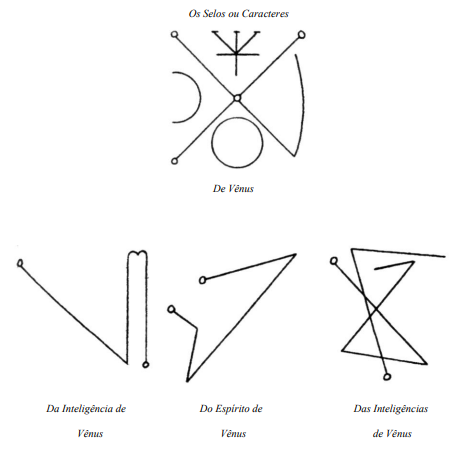 Os Selos ou Caracteres
De Vênus
Da Inteligência de
Vênus
Do Espírito de
Vênus
Das Inteligências
de Vênus